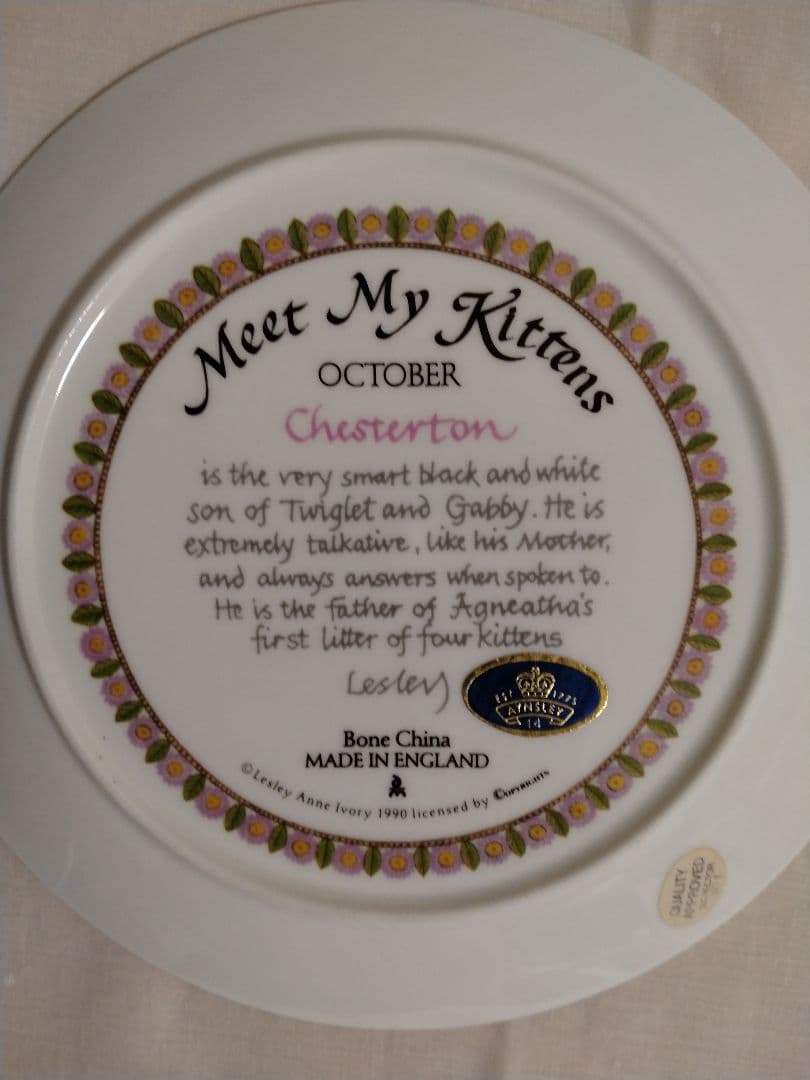 Meet My Kittens
OCTOBER
Chesterton
is the very smart black and white
son of Twiglet and Gabby. He is
extremely talkative, like his Mother,
and always answers when spoken to.
He is the father of Agneatha's
first litter of four kittens
Lesley
EST 1775
AYNSLEY
14
Bone China
MADE IN ENGLAND
© Lesley Anne Ivory 1990 licensed by Copyrights
QUALITY
APPROVED